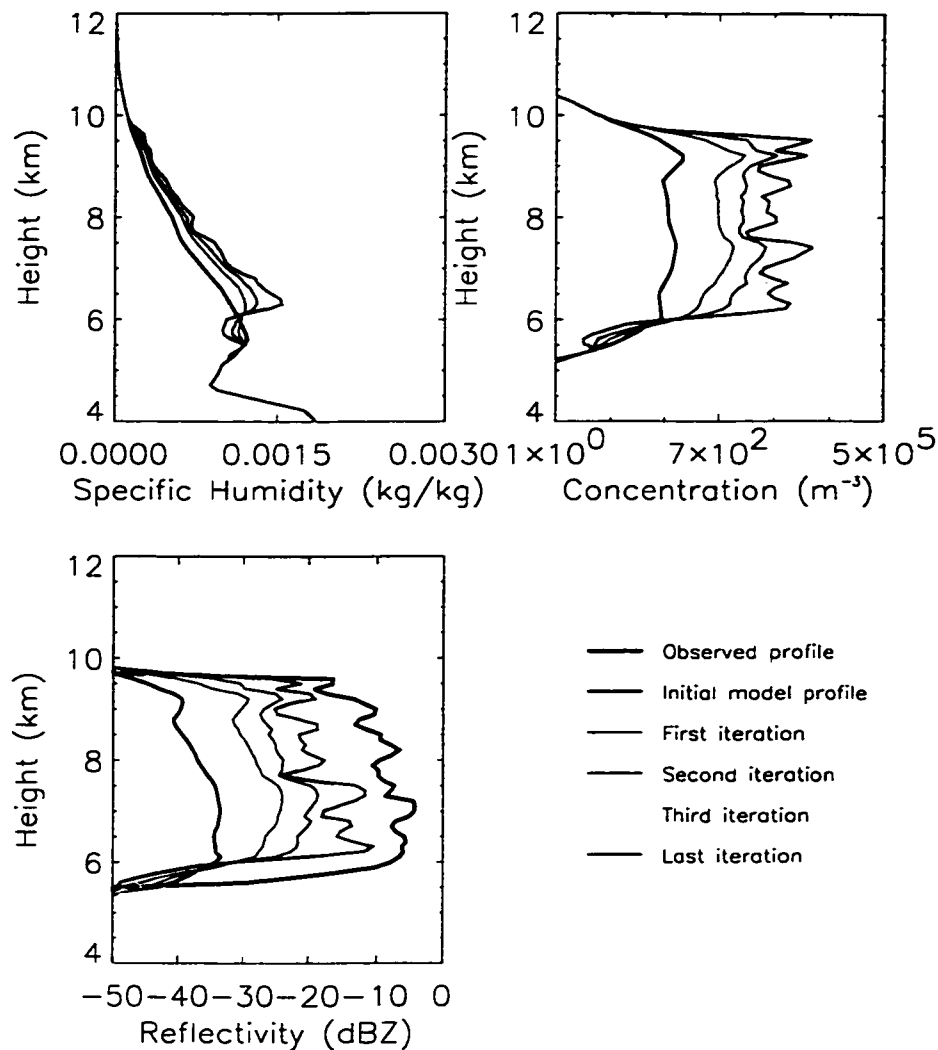 12
10
8
6
4
Height (km)
0.0000 0.0015 0.0030
Specific Humidity (kg/kg)
12
10
8
6
4
Height (km)
1×10⁰ 7×10² 5×10⁵
Concentration (m⁻³)
12
10
8
6
4
Height (km)
−50−40−30−20−10 0
Reflectivity (dBZ)
Observed profile
Initial model profile
First iteration
Second iteration
Third iteration
Last iteration